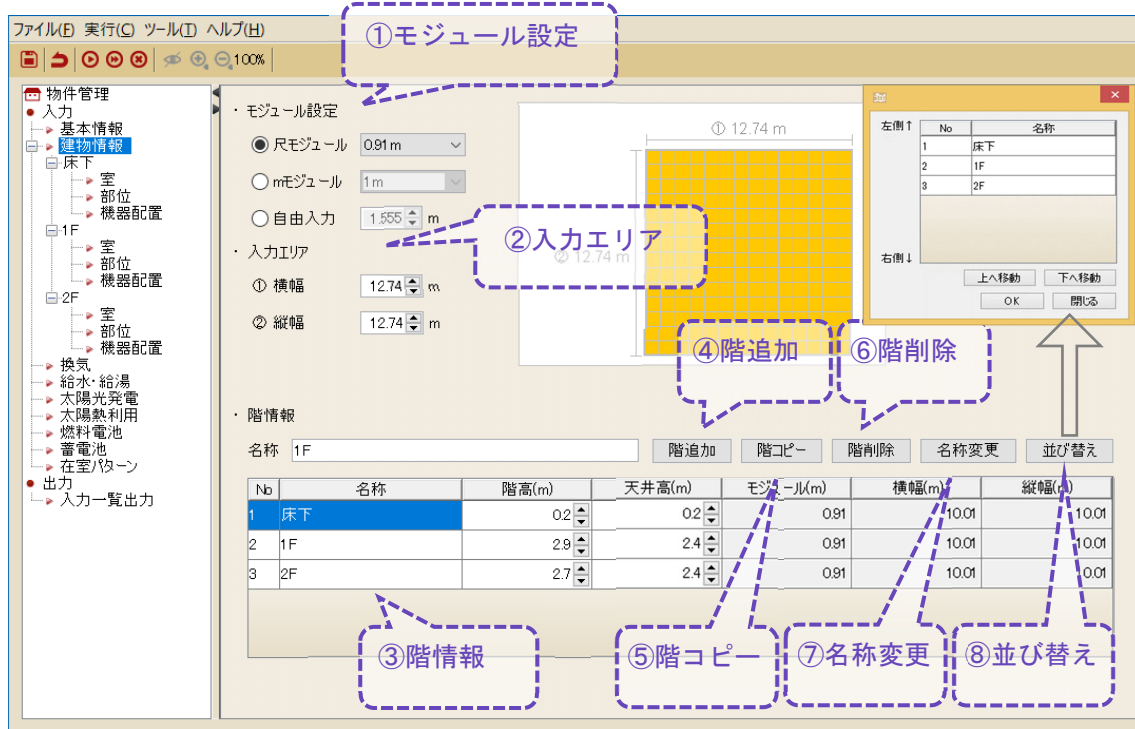 ファイル(F) 実行(C) ツール(T) ヘルプ(H)
100%
①モジュール設定
物件管理
入力
基本情報
建物情報
床下
室
部位
機器配置
1F
室
部位
機器配置
2F
室
部位
機器配置
換気
給水・給湯
太陽光発電
太陽熱利用
燃料電池
蓄電池
在室パターン
出力
入力一覧出力
・ モジュール設定
尺モジュール 0.91 m
mモジュール 1 m
自由入力 1.555 m
・ 入力エリア
① 横幅 12.74 m
② 縦幅 12.74 m
②入力エリア
① 12.74 m
② 12.74 m
左側↑
No 名称
1 床下
2 1F
3 2F
右側↓
上へ移動 下へ移動
OK 閉じる
④階追加
⑥階削除
・ 階情報
名称 1F 階追加 階コピー 階削除 名称変更 並び替え
No 名称 階高(m) 天井高(m) モジュール(m) 横幅(m) 縦幅(m)
1 床下 0.2 0.2 0.91 10.01 10.01
2 1F 2.9 2.4 0.91 10.01 10.01
3 2F 2.7 2.4 0.91 10.01 10.01
③階情報
⑤階コピー
⑦名称変更
⑧並び替え